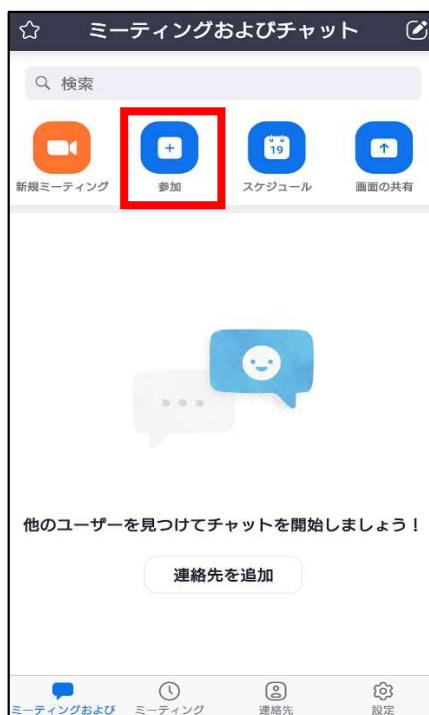 ミーティングおよびチャット
検索
新規ミーティング
参加
19
スケジュール
画面の共有
他のユーザーを見つけてチャットを開始しましょう！
連絡先を追加
ミーティングおよび
ミーティング
連絡先
設定